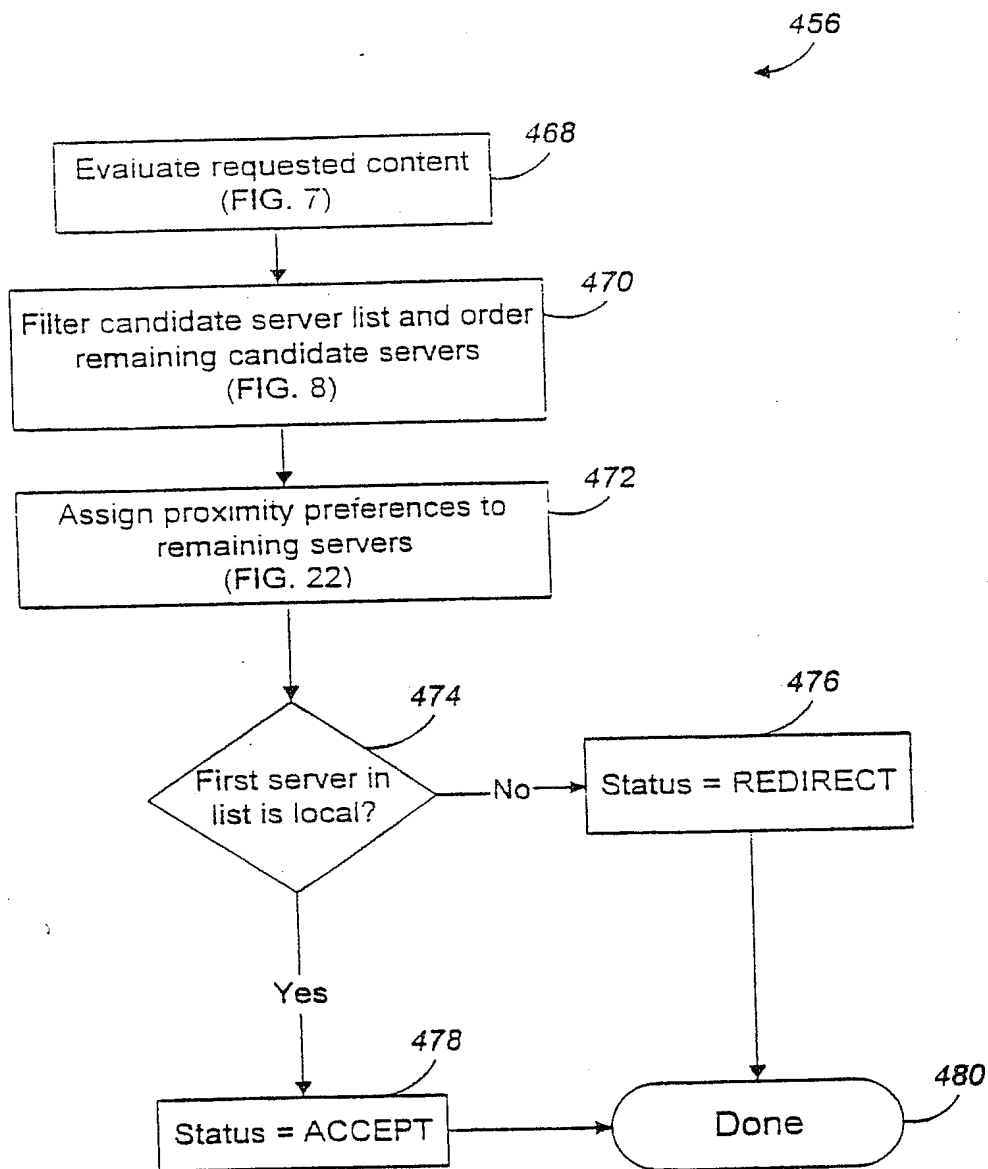 456
468
Evaluate requested content
(FIG. 7)
470
Filter candidate server list and order
remaining candidate servers
(FIG. 8)
472
Assign proximity preferences to
remaining servers
(FIG. 22)
474
First server in
list is local?
No
476
Status = REDIRECT
Yes
478
Status = ACCEPT
480
Done